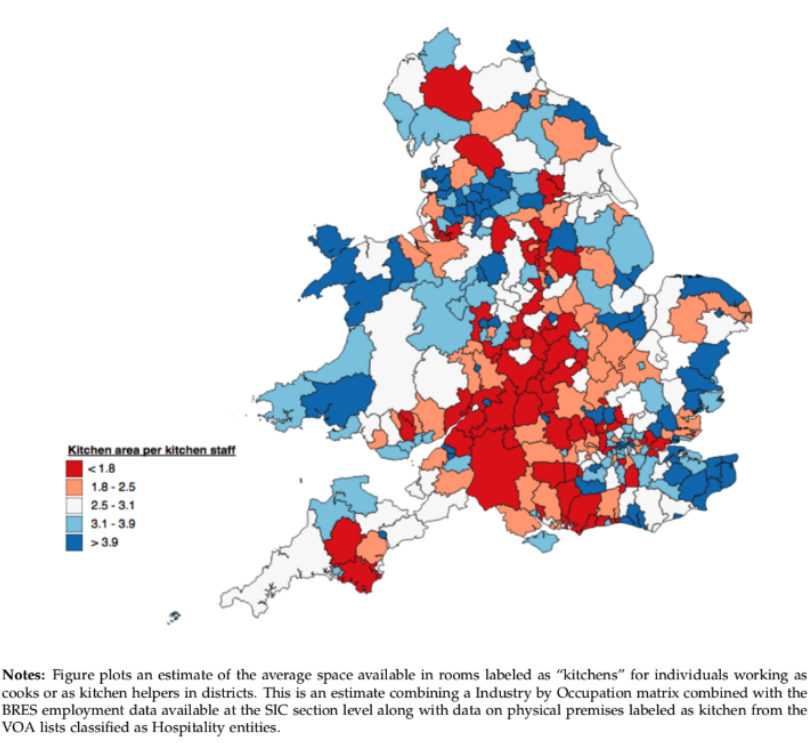 Kitchen area per kitchen staff
< 1.8
1.8 - 2.5
2.5 - 3.1
3.1 - 3.9
> 3.9
Notes: Figure plots an estimate of the average space available in rooms labeled as “kitchens” for individuals working as
cooks or as kitchen helpers in districts. This is an estimate combining a Industry by Occupation matrix combined with the
BRES employment data available at the SIC section level along with data on physical premises labeled as kitchen from the
VOA lists classified as Hospitality entities.